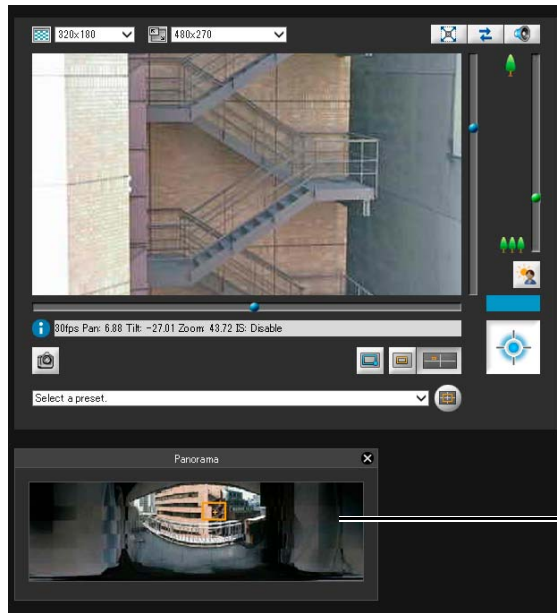 320x180 480x270
30fps Pan: 6.88 Tilt: -27.01 Zoom: 43.72 IS: Disable
Select a preset.
Panorama